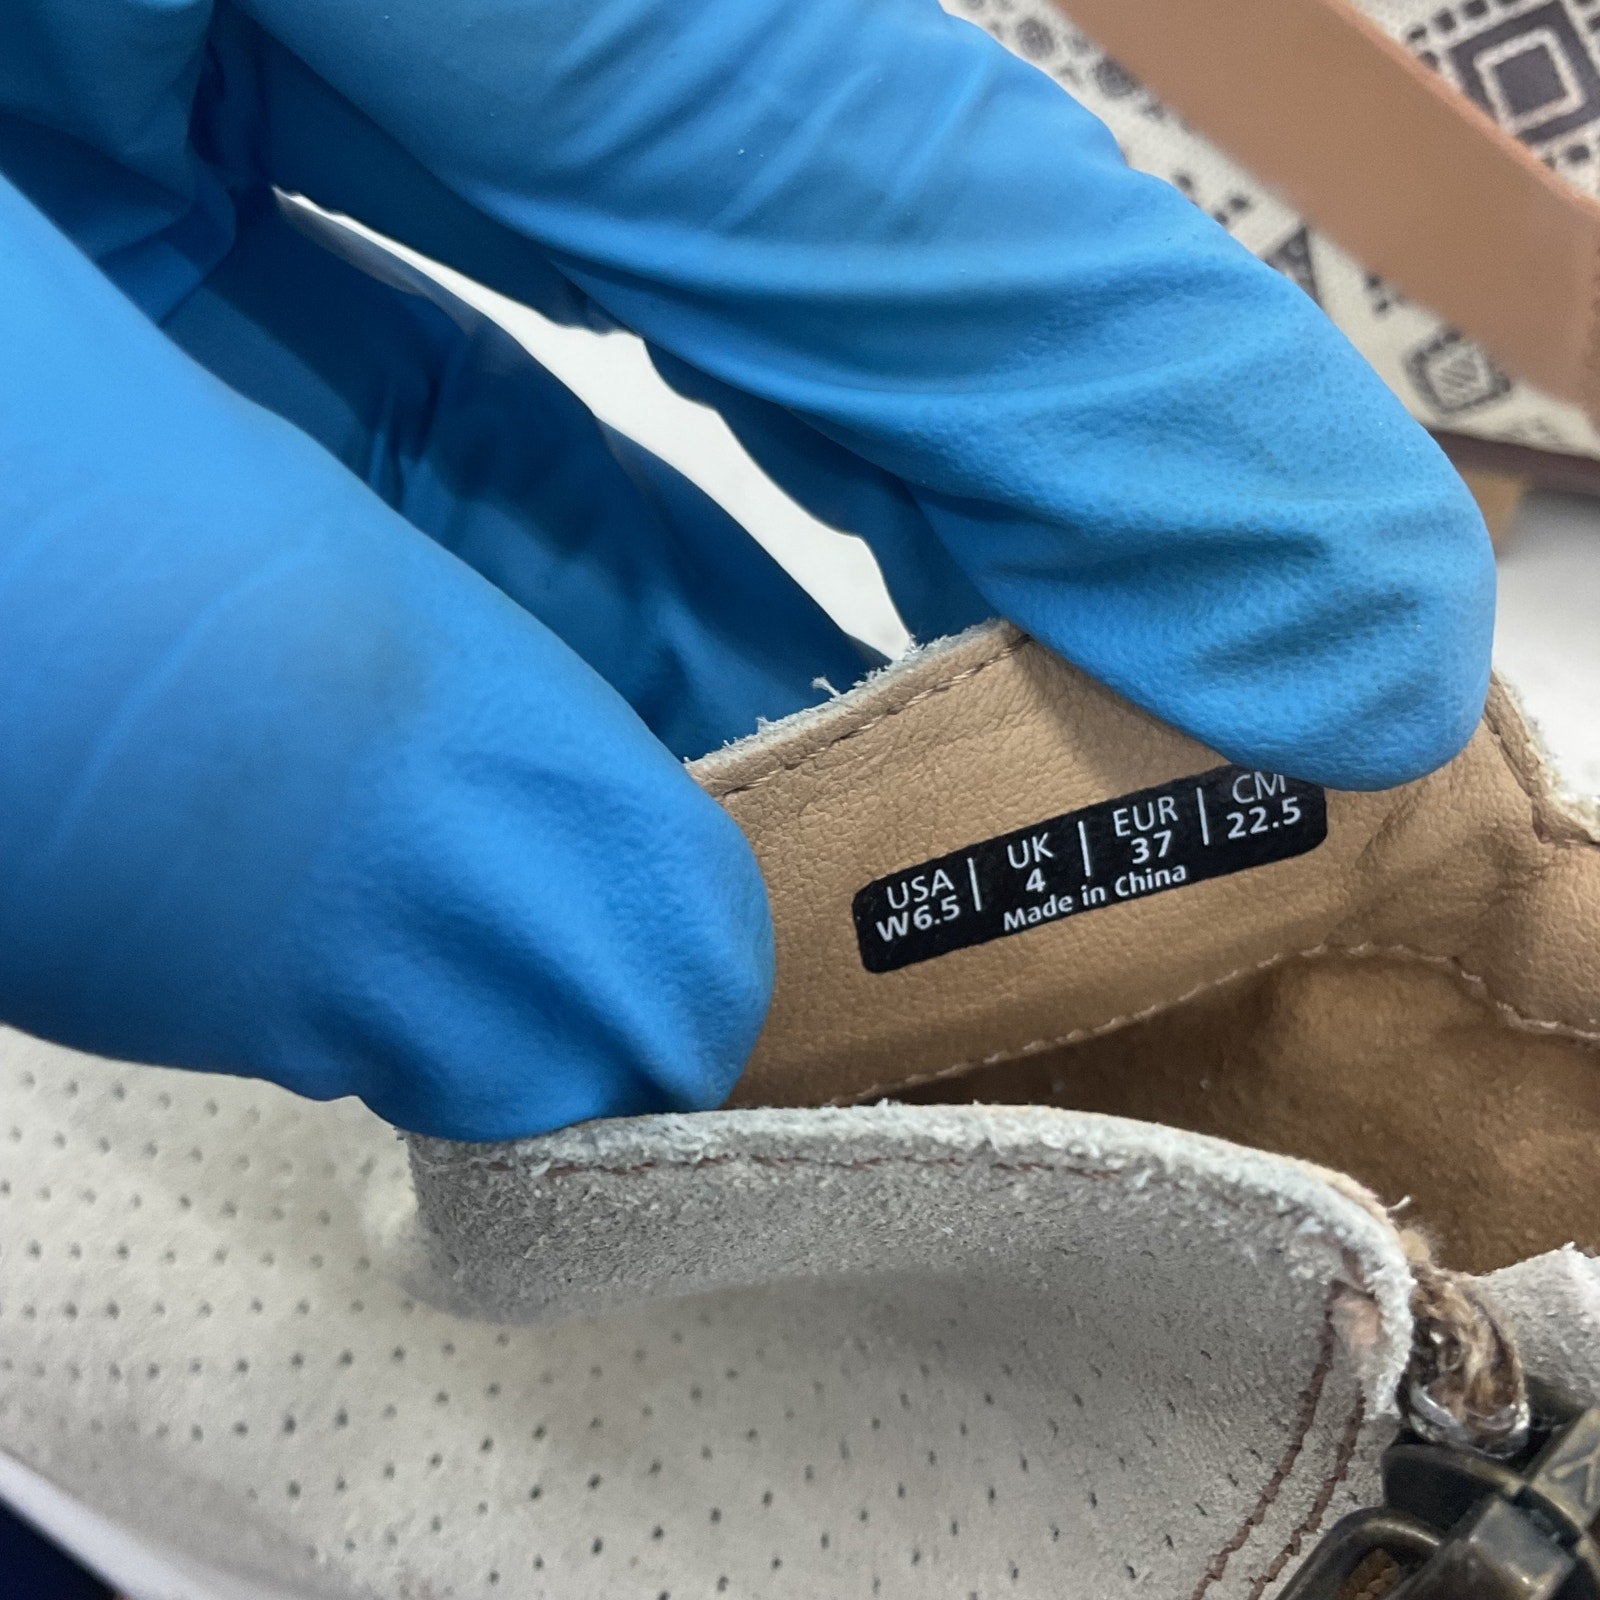 USA | UK | EUR | CM
W6.5 | 4 | 37 | 22.5
Made in China